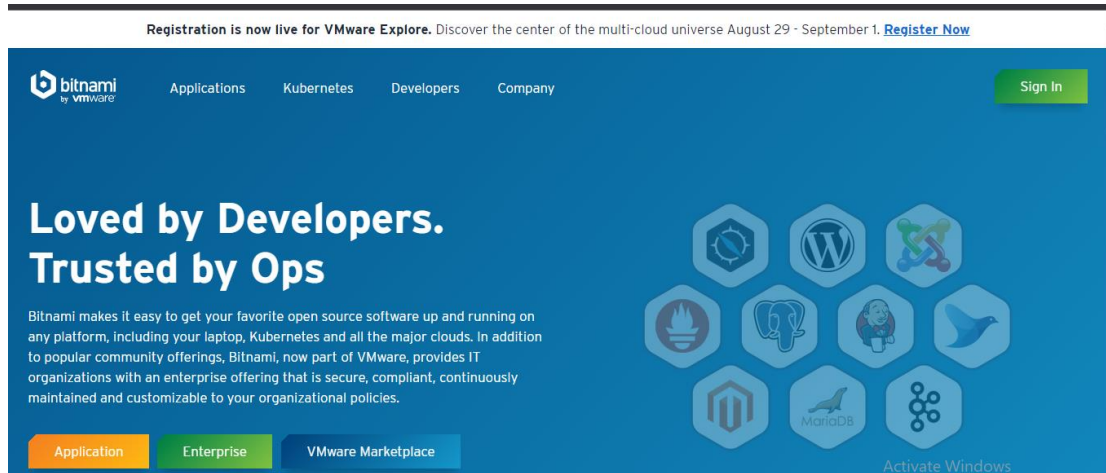 Registration is now live for VMware Explore. Discover the center of the multi-cloud universe August 29 - September 1. Register Now
bitnami
by vmware
Applications
Kubernetes
Developers
Company
Sign In
Loved by Developers.
Trusted by Ops
Bitnami makes it easy to get your favorite open source software up and running on
any platform, including your laptop, Kubernetes and all the major clouds. In addition
to popular community offerings, Bitnami, now part of VMware, provides IT
organizations with an enterprise offering that is secure, compliant, continuously
maintained and customizable to your organizational policies.
MariaDB
Application
Enterprise
VMware Marketplace
Activate Windows